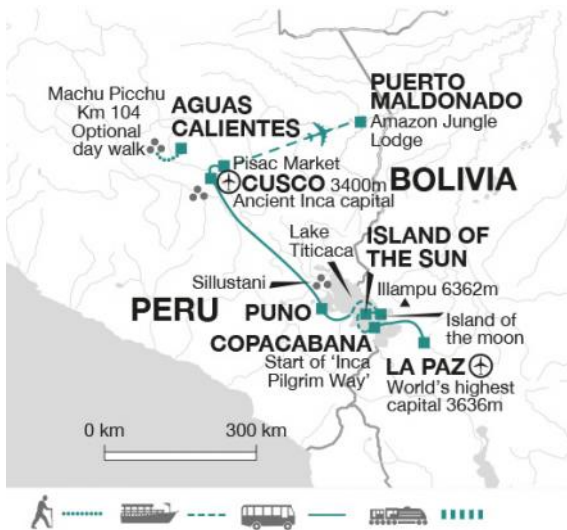 Machu Picchu
Km 104
Optional
day walk
AGUAS
CALIENTES
PUERTO
MALDONADO
Amazon Jungle
Lodge
Pisac Market
CUSCO 3400m
Ancient Inca capital
BOLIVIA
Lake
Titicaca
ISLAND OF
THE SUN
Sillustani
Illampu 6362m
PERU
PUNO
Island of
the moon
COPACABANA
Start of 'Inca
Pilgrim Way'
LA PAZ
World's highest
capital 3636m
0 km
300 km